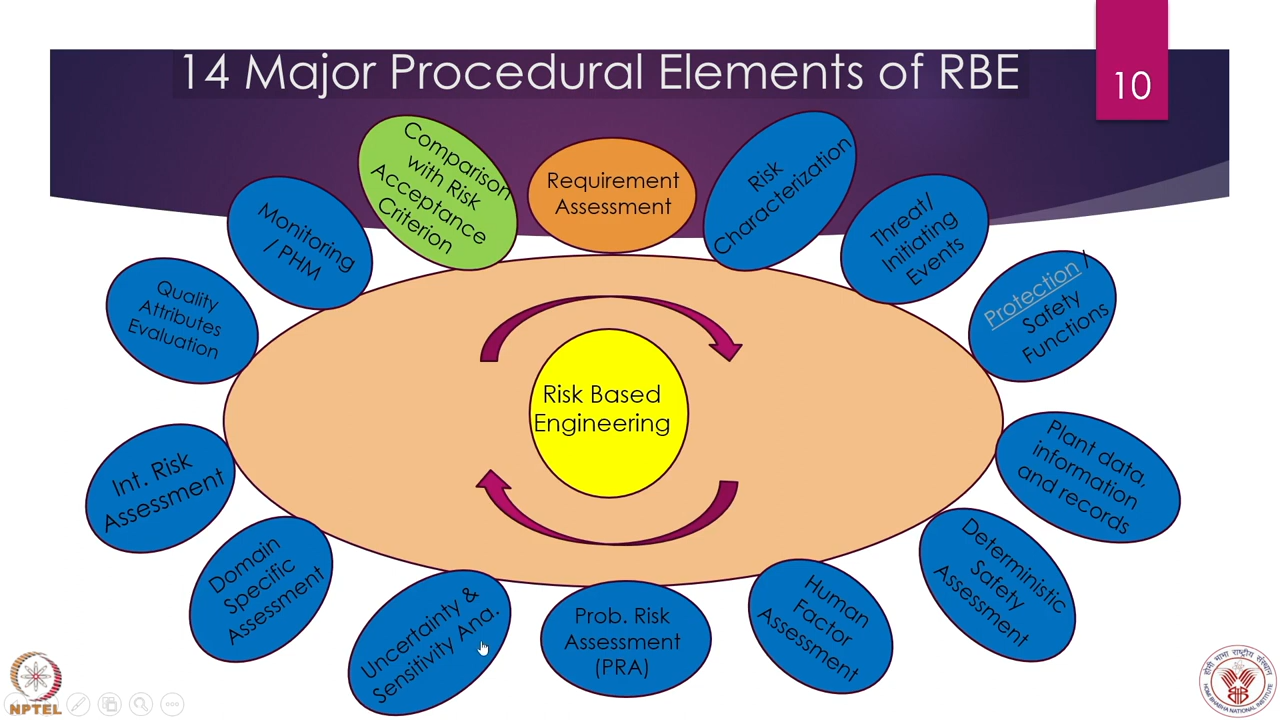 14 Major Procedural Elements of RBE
10
Requirement
Assessment
Risk
Characterization
Threat/
Initiating
Events
Protection /
Safety
Functions
Plant data,
information
and records
Deterministic
Safety
Assessment
Human
Factor
Assessment
Prob. Risk
Assessment
(PRA)
Uncertainty &
Sensitivity Ana.
Domain
Specific
Assessment
Int. Risk
Assessment
Quality
Attributes
Evaluation
Monitoring
/ PHM
Comparison
with Risk
Acceptance
Criterion
Risk Based
Engineering
NPTEL